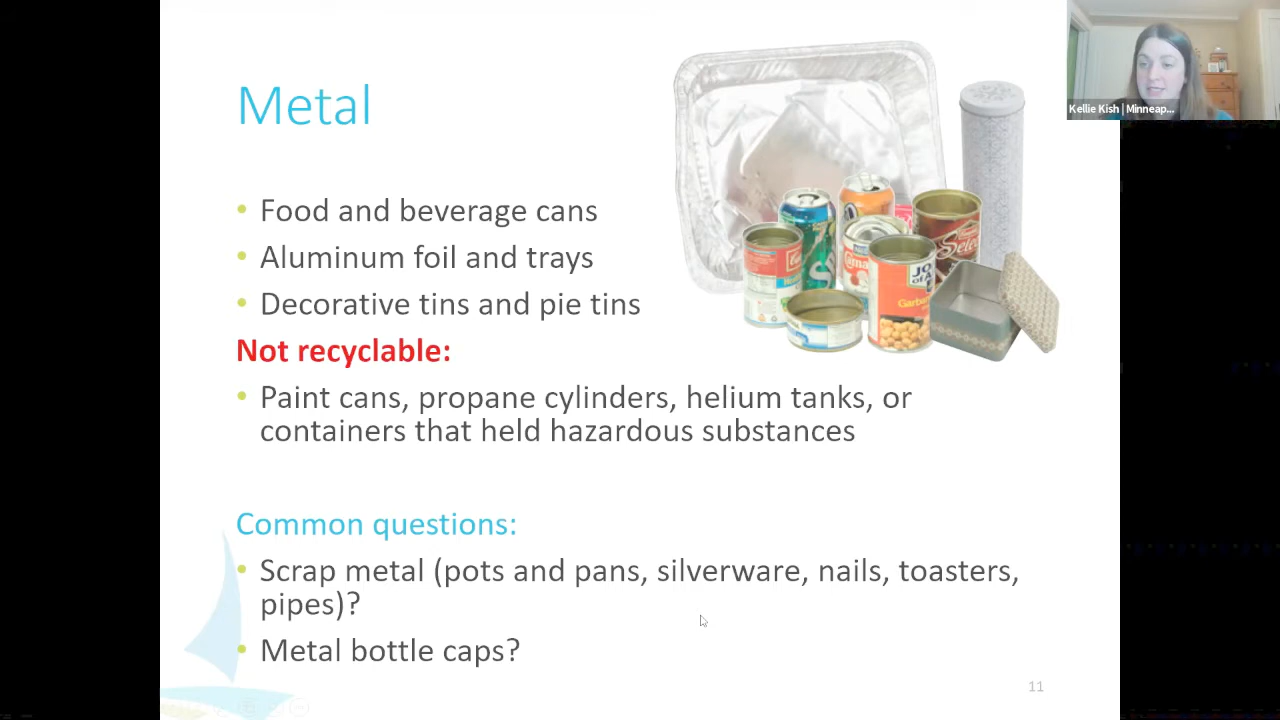 Metal
Kellie Kish | Minneap...
• Food and beverage cans
• Aluminum foil and trays
• Decorative tins and pie tins
Not recyclable:
• Paint cans, propane cylinders, helium tanks, or
containers that held hazardous substances
Common questions:
• Scrap metal (pots and pans, silverware, nails, toasters,
pipes)?
• Metal bottle caps?
11